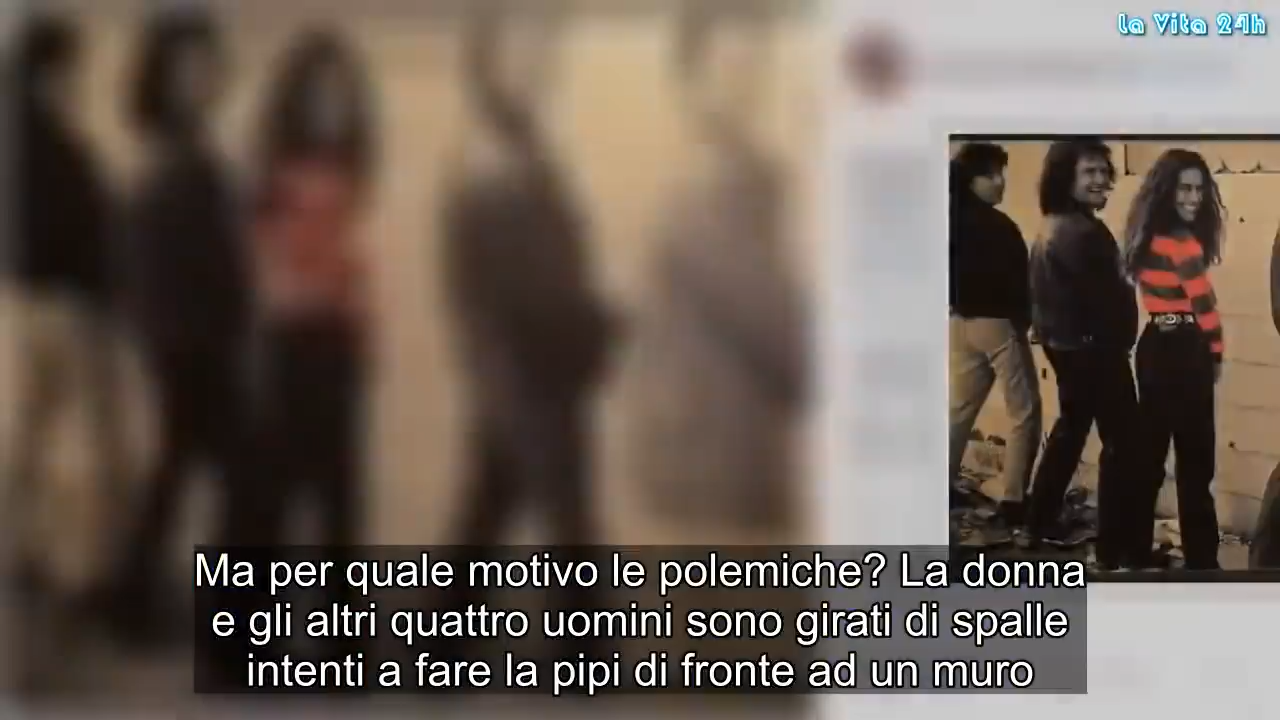 La Vita 24h
Ma per quale motivo le polemiche? La donna
e gli altri quattro uomini sono girati di spalle
intenti a fare la pipi di fronte ad un muro